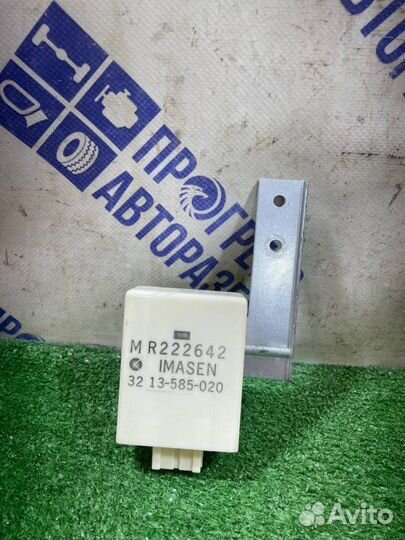 ПРОГРЕ
АВТОРАЗ
MR222642
IMASEN
32 13-585-020
Avito